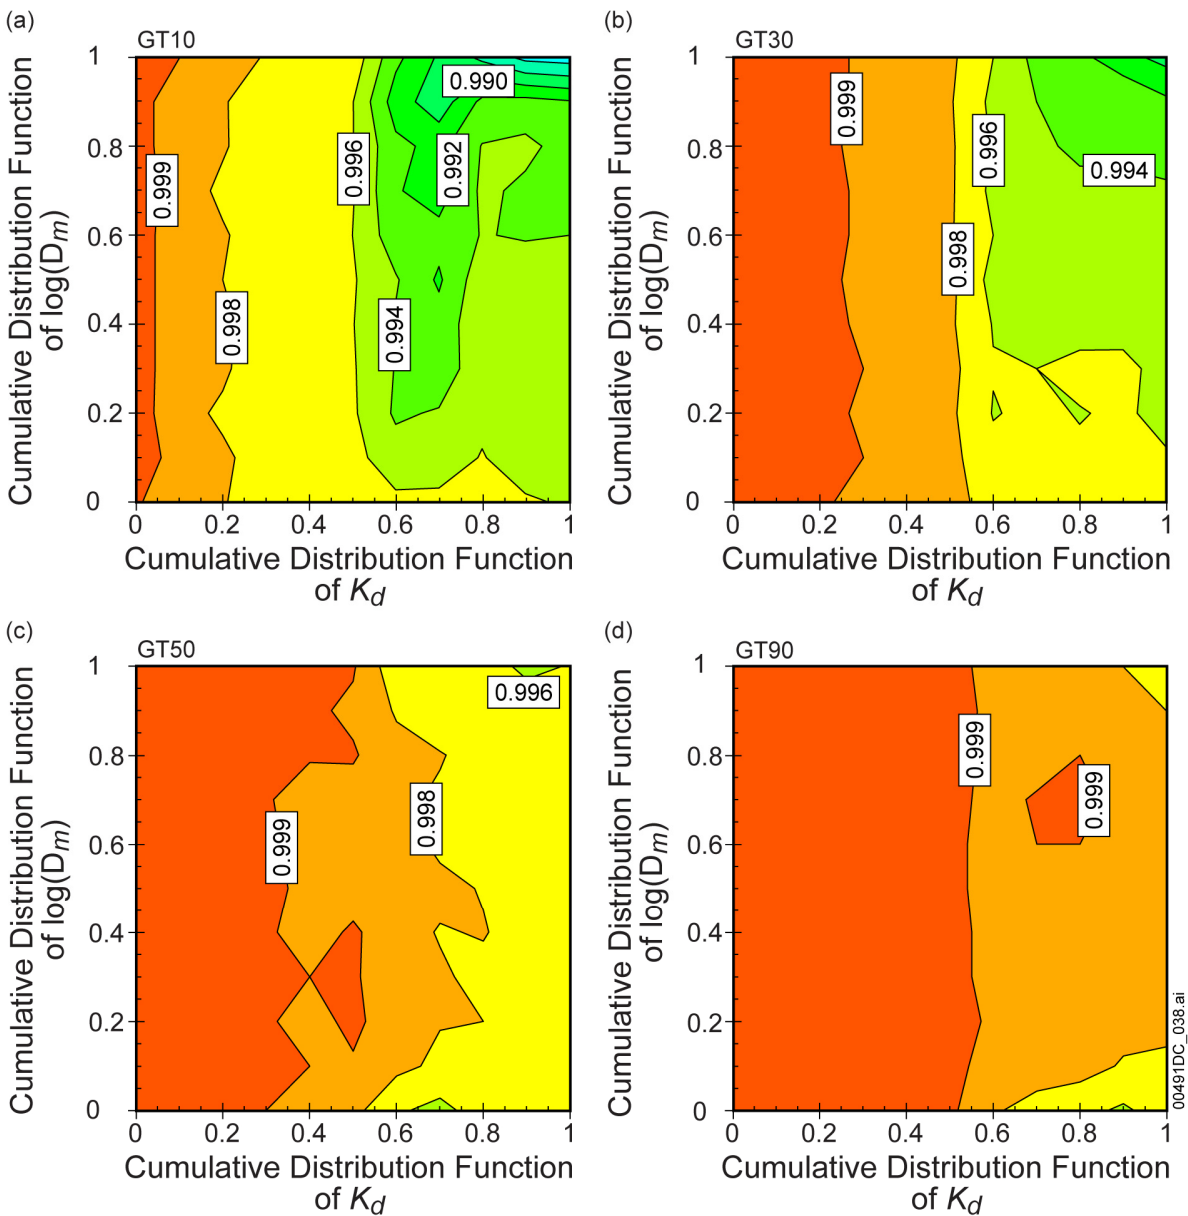 (a)
GT10
Cumulative Distribution Function
of log(Dm)
1
0.8
0.6
0.4
0.2
0
0.999
0.998
0.996
0.994
0.992
0.990
0 0.2 0.4 0.6 0.8 1
Cumulative Distribution Function
of Kd
(b)
GT30
Cumulative Distribution Function
of log(Dm)
1
0.8
0.6
0.4
0.2
0
0.999
0.998
0.996
0.994
0 0.2 0.4 0.6 0.8 1
Cumulative Distribution Function
of Kd
(c)
GT50
Cumulative Distribution Function
of log(Dm)
1
0.8
0.6
0.4
0.2
0
0.999
0.998
0.996
0 0.2 0.4 0.6 0.8 1
Cumulative Distribution Function
of Kd
(d)
GT90
Cumulative Distribution Function
of log(Dm)
1
0.8
0.6
0.4
0.2
0
0.999
0.999
0 0.2 0.4 0.6 0.8 1
Cumulative Distribution Function
of Kd
00491DC_038.ai